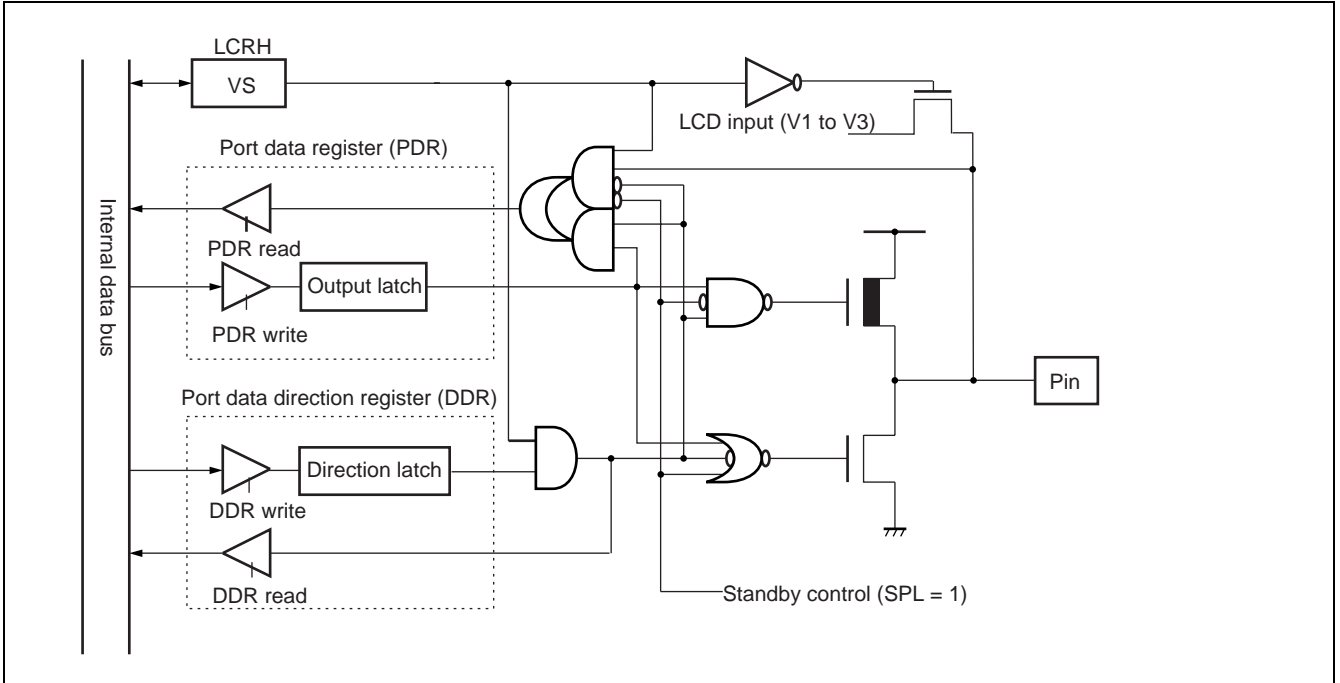 LCRH
VS
LCD input (V1 to V3)
Port data register (PDR)
Internal data bus
PDR read
Output latch
PDR write
Pin
Port data direction register (DDR)
Direction latch
DDR write
DDR read
Standby control (SPL = 1)